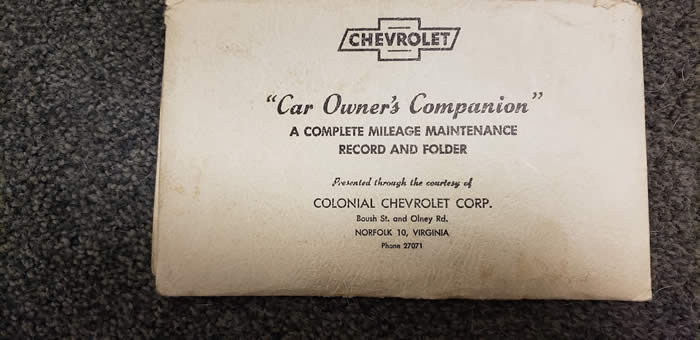 CHEVROLET
"Car Owner's Companion"
A COMPLETE MILEAGE MAINTENANCE
RECORD AND FOLDER
Presented through the courtesy of
COLONIAL CHEVROLET CORP.
Boush St. and Olney Rd.
NORFOLK 10, VIRGINIA
Phone 27071